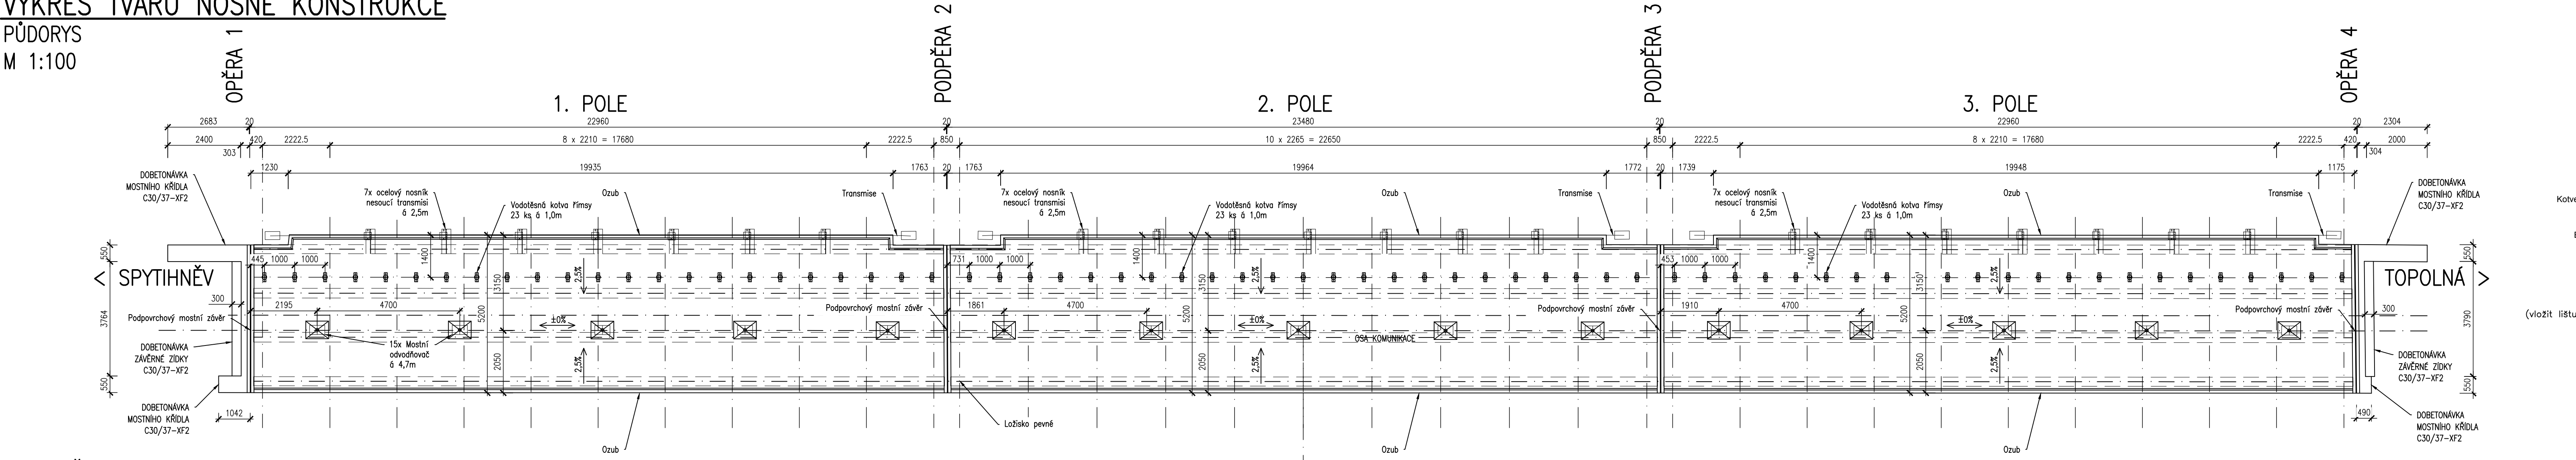 VÝKRES TVARU NOSNÉ KONSTRUKCE
PŮDORYS
M 1:100
OPĚRA 1
PODPĚRA 2
PODPĚRA 3
OPĚRA 4
1. POLE
2. POLE
3. POLE
2683 20 22960 20 23480 20 22960 20 2304
2400 420 2222.5 8 x 2210 = 17680 2222.5 850 10 x 2265 = 22650 850 2222.5 8 x 2210 = 17680 2222.5 420 2000
303 304
1230 19935 1763 20 1763 19964 1772 20 1739 19948 1175
DOBETONÁVKA
MOSTNÍHO KŘÍDLA
C30/37-XF2
7x ocelový nosník
nesoucí transmisi
á 2,5m
Vodotěsná kotva římsy
23 ks á 1,0m
Ozub
Transmise
7x ocelový nosník
nesoucí transmisi
á 2,5m
Vodotěsná kotva římsy
23 ks á 1,0m
Ozub
Transmise
7x ocelový nosník
nesoucí transmisi
á 2,5m
Vodotěsná kotva římsy
23 ks á 1,0m
Ozub
Transmise
DOBETONÁVKA
MOSTNÍHO KŘÍDLA
C30/37-XF2
Kotve
550 445 1000 1000 1400 3150 2,5% 731 1000 1000 1400 3150 2,5% 453 1000 1000 1400 3150 2,5% 550
< SPYTIHNĚV
TOPOLNÁ >
300 2195 4700 5200 1861 4700 5200 1910 4700 5200 300
3764 3790
Podpovrchový mostní závěr
Podpovrchový mostní závěr
Podpovrchový mostní závěr
Podpovrchový mostní závěr
(vložit lištu
±0% ±0% ±0%
OSA KOMUNIKACE
15x Mostní
odvodňovač
á 4,7m
DOBETONÁVKA
ZÁVĚRNÉ ZÍDKY
C30/37-XF2
DOBETONÁVKA
ZÁVĚRNÉ ZÍDKY
C30/37-XF2
550 2050 2,5% 2050 2,5% 2050 2,5% 550
DOBETONÁVKA
MOSTNÍHO KŘÍDLA
C30/37-XF2
1042
490
Ložisko pevné
DOBETONÁVKA
MOSTNÍHO KŘÍDLA
C30/37-XF2
Ozub
Ozub
Ozub